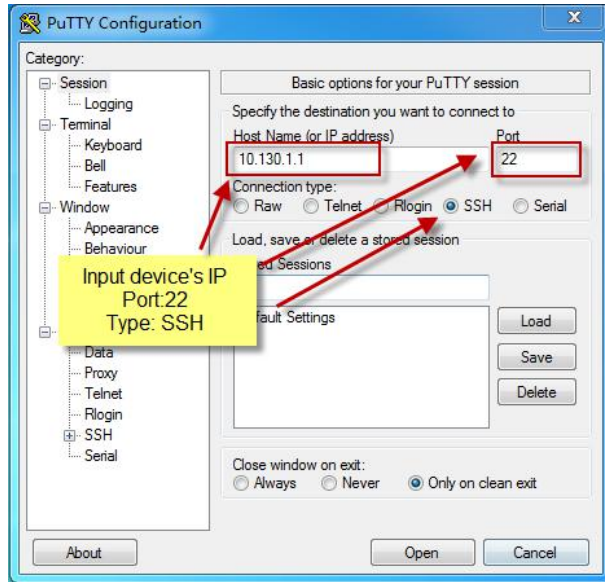 PuTTY Configuration
X
Category:
Session
Logging
Terminal
Keyboard
Bell
Features
Window
Appearance
Behaviour
Data
Proxy
Telnet
Rlogin
SSH
Serial
Basic options for your PuTTY session
Specify the destination you want to connect to
Host Name (or IP address) Port
10.130.1.1 22
Connection type:
Raw Telnet Rlogin SSH Serial
Load, save or delete a stored session
Sessions
Input device's IP
Port:22
Type: SSH
Settings
Load
Save
Delete
Close window on exit:
Always Never Only on clean exit
About Open Cancel